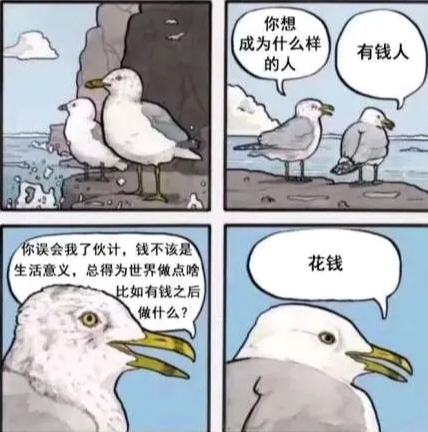 你想
成为什么样
的人
有钱人
你误会我了伙计，钱不该是
生活意义，总得为世界做点啥
比如有钱之后
做什么？
花钱